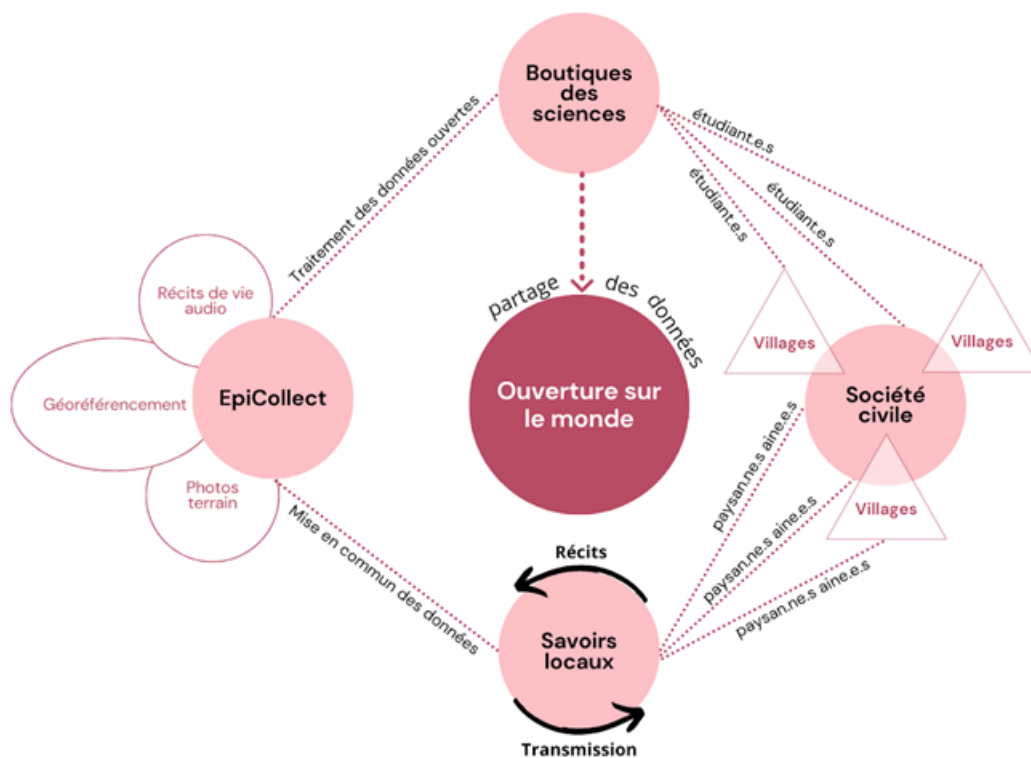 Boutiques
des
sciences
Traitement des données ouvertes
étudiant.e.s
étudiant.e.s
étudiant.e.s
partage des données
Récits de vie
audio
Géoréférencement
Photos
terrain
EpiCollect
Ouverture sur
le monde
Villages
Villages
Société
civile
Villages
Mise en commun des données
paysan.ne.s aine.e.s
paysan.ne.s aine.e.s
paysan.ne.s aine.e.s
Récits
Savoirs
locaux
Transmission